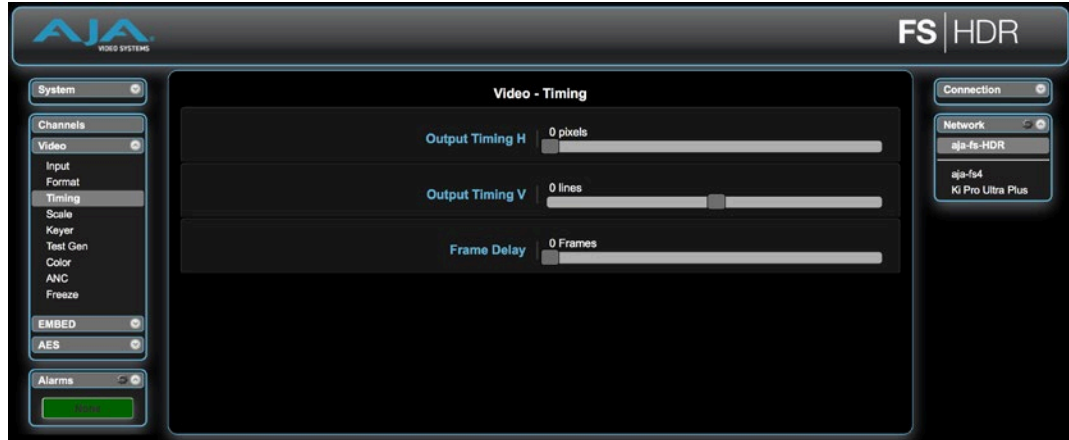 AJA
VIDEO SYSTEMS
FS|HDR
System
Channels
Video
Input
Format
Timing
Scale
Keyer
Test Gen
Color
ANC
Freeze
EMBED
AES
Alarms
None
Video - Timing
Output Timing H
0 pixels
Output Timing V
0 lines
Frame Delay
0 Frames
Connection
Network
aja-fs-HDR
aja-fs4
Ki Pro Ultra Plus